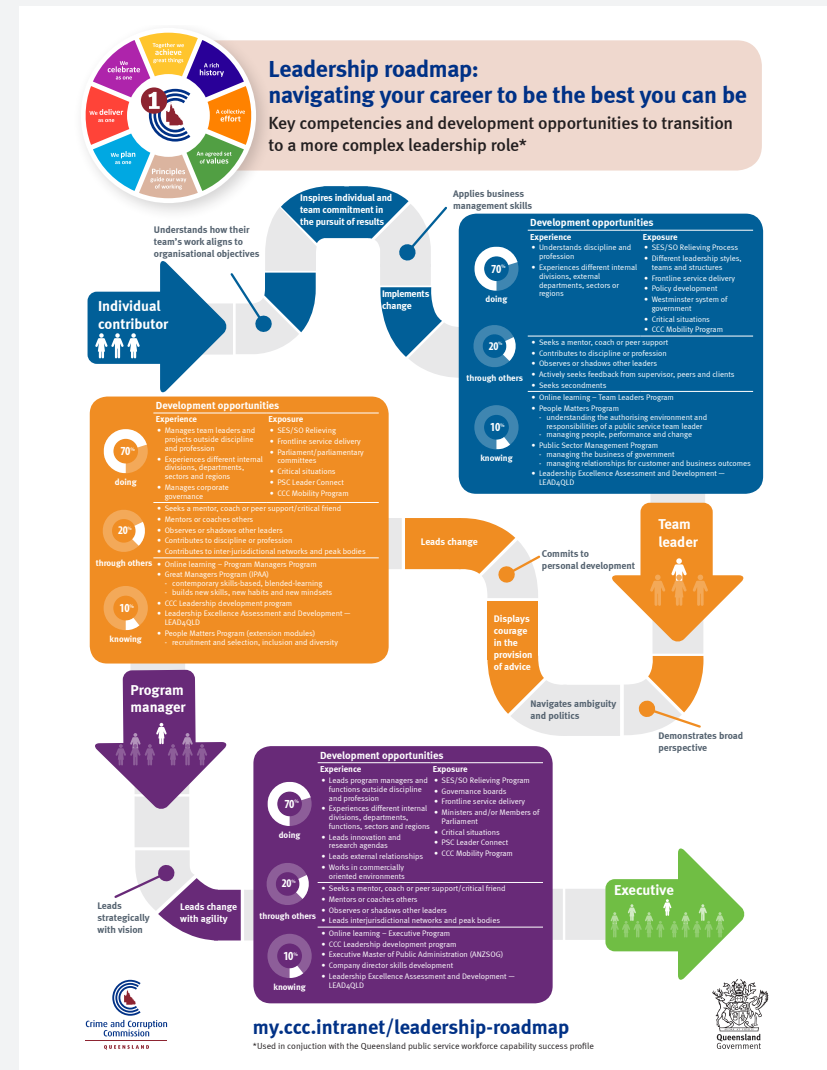 Together we
achieve
great things
A rich
history
A collective
effort
An agreed set
of values
Principles
guide our way
of working
We plan
as one
We deliver
as one
We
celebrate
as one
1
Leadership roadmap:
navigating your career to be the best you can be
Key competencies and development opportunities to transition
to a more complex leadership role*
Individual
contributor
Understands how their
team's work aligns to
organisational objectives
Inspires individual and
team commitment in
the pursuit of results
Applies business
management skills
Implements
change
Development opportunities
70%
doing
Experience
• Understands discipline and
profession
• Experiences different internal
divisions, external
departments, sectors or
regions
Exposure
• SES/SO Relieving Process
• Different leadership styles,
teams and structures
• Frontline service delivery
• Policy development
• Westminster system of
government
• Critical situations
• CCC Mobility Program
20%
through others
• Seeks a mentor, coach or peer support
• Contributes to discipline or profession
• Observes or shadows other leaders
• Actively seeks feedback from supervisor, peers and clients
• Seeks secondments
10%
knowing
• Online learning – Team Leaders Program
• People Matters Program
- understanding the authorising environment and
responsibilities of a public service team leader
- managing people, performance and change
• Public Sector Management Program
- managing the business of government
- managing relationships for customer and business outcomes
• Leadership Excellence Assessment and Development —
LEAD4QLD
Team
leader
Demonstrates broad
perspective
Navigates ambiguity
and politics
Displays
courage
in the
provision
of advice
Commits to
personal development
Leads change
Development opportunities
70%
doing
Experience
• Manages team leaders and
projects outside discipline
and profession
• Experiences different internal
divisions, departments,
sectors and regions
• Manages corporate
governance
Exposure
• SES/SO Relieving
• Frontline service delivery
• Parliament/parliamentary
committees
• Critical situations
• PSC Leader Connect
• CCC Mobility Program
20%
through others
• Seeks a mentor, coach or peer support/critical friend
• Mentors or coaches others
• Observes or shadows other leaders
• Contributes to discipline or profession
• Contributes to inter-jurisdictional networks and peak bodies
10%
knowing
• Online learning – Program Managers Program
• Great Managers Program (IPAA)
- contemporary skills-based, blended-learning
- builds new skills, new habits and new mindsets
• CCC Leadership development program
• Leadership Excellence Assessment and Development —
LEAD4QLD
• People Matters Program (extension modules)
- recruitment and selection, inclusion and diversity
Program
manager
Leads
strategically
with vision
Leads change
with agility
Development opportunities
70%
doing
Experience
• Leads program managers and
functions outside discipline
and profession
• Experiences different internal
divisions, departments,
functions, sectors and regions
• Leads innovation and
research agendas
• Leads external relationships
• Works in commercially
oriented environments
Exposure
• SES/SO Relieving Program
• Governance boards
• Frontline service delivery
• Ministers and/or Members of
Parliament
• Critical situations
• PSC Leader Connect
• CCC Mobility Program
20%
through others
• Seeks a mentor, coach or peer support/critical friend
• Mentors or coaches others
• Observes or shadows other leaders
• Leads interjurisdictional networks and peak bodies
10%
knowing
• Online learning – Executive Program
• CCC Leadership development program
• Executive Master of Public Administration (ANZSOG)
• Company director skills development
• Leadership Excellence Assessment and Development —
LEAD4QLD
Executive
Crime and Corruption
Commission
QUEENSLAND
my.ccc.intranet/leadership-roadmap
*Used in conjuction with the Queensland public service workforce capability success profile
Queensland
Government